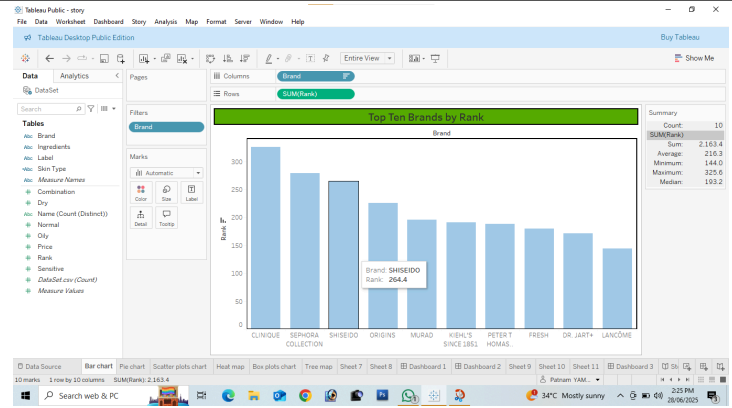 Tableau Public - story
File Data Worksheet Dashboard Story Analysis Map Format Server Window Help
Tableau Desktop Public Edition
Buy Tableau
Entire View
Show Me
Data Analytics
DataSet
Search
Tables
Abc Brand
Abc Ingredients
Abc Label
Abc Skin Type
Abc Measure Names
# Combination
# Dry
Abc Name (Count (Distinct))
# Normal
# Oily
# Price
# Rank
# Sensitive
# DataSet.csv (Count)
# Measure Values
Pages
Filters
Brand
Marks
Automatic
Color Size Label
Detail Tooltip
Columns Brand
Rows SUM(Rank)
Top Ten Brands by Rank
Brand
Rank
300
250
200
150
100
50
0
Brand: SHISEIDO
Rank: 264.4
CLINIQUE SEPHORA COLLECTION SHISEIDO ORIGINS MURAD KIEHL'S SINCE 1851 PETER T HOMAS.. FRESH DR. JART+ LANCÔME
Summary
Count: 10
SUM(Rank)
Sum: 2,163.4
Average: 216.3
Minimum: 144.0
Maximum: 325.6
Median: 193.2
Data Source Bar chart Pie chart Scatter plots chart Heat map Box plots chart Tree map Sheet 7 Sheet 8 Dashboard 1 Dashboard 2 Sheet 9 Sheet 10 Sheet 11 Dashboard 3 St
10 marks 1 row by 10 columns SUM(Rank): 2,163.4
Patnam YAM...
Search web & PC
34°C Mostly sunny
2:25 PM
28/06/2025